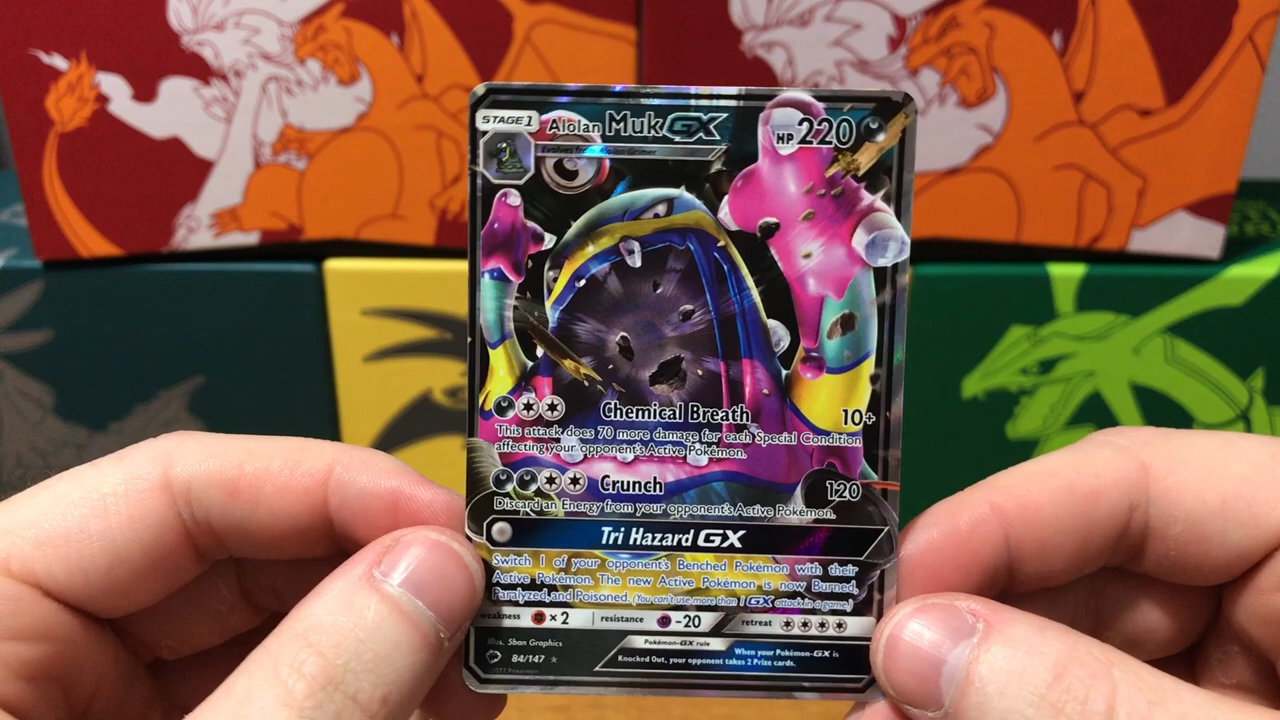 STAGE 1 Alolan Muk GX HP 220
Evolves from Alolan Grimer
Chemical Breath 10+
This attack does 70 more damage for each Special Condition
affecting your opponent's Active Pokémon.
Crunch 120
Discard an Energy from your opponent's Active Pokémon.
Tri Hazard GX
Switch 1 of your opponent's Benched Pokémon with their
Active Pokémon. The new Active Pokémon is now Burned,
Paralyzed, and Poisoned. (You can't use more than 1 GX attack in a game.)
weakness ×2 resistance -20 retreat
Illus. 5ban Graphics
Pokémon-GX rule
When your Pokémon-GX is
Knocked Out, your opponent takes 2 Prize cards.
84/147
2017 Pokémon